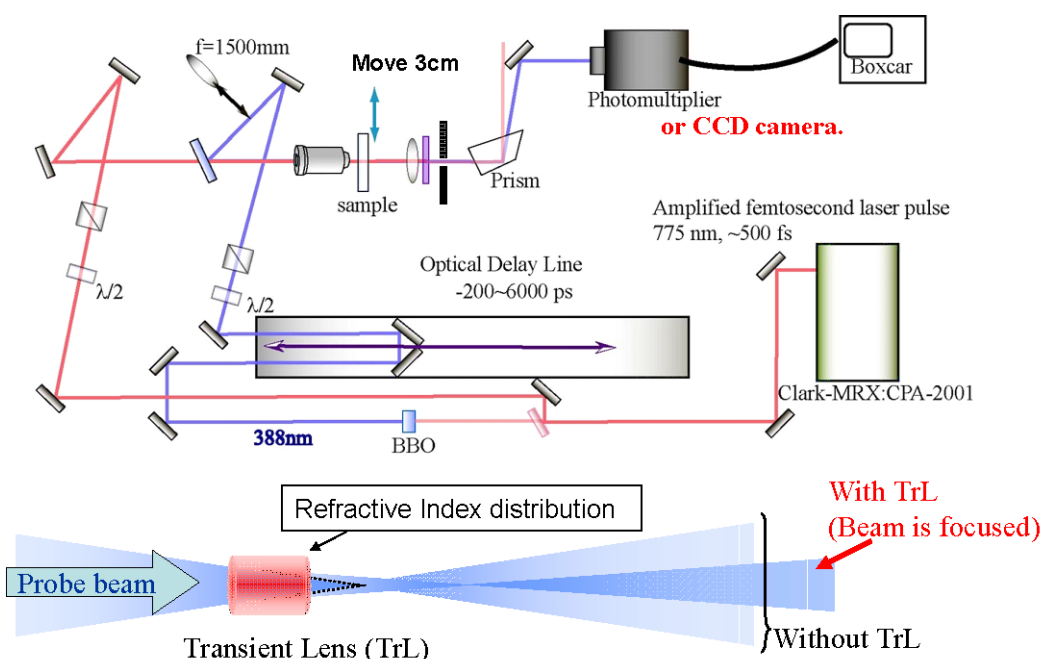 f=1500mm
Move 3cm
Boxcar
Photomultiplier
or CCD camera.
Prism
sample
Amplified femtosecond laser pulse
775 nm, ~500 fs
Optical Delay Line
-200~6000 ps
λ/2
λ/2
Clark-MRX:CPA-2001
388nm
BBO
Refractive Index distribution
With TrL
(Beam is focused)
Probe beam
Transient Lens (TrL)
Without TrL